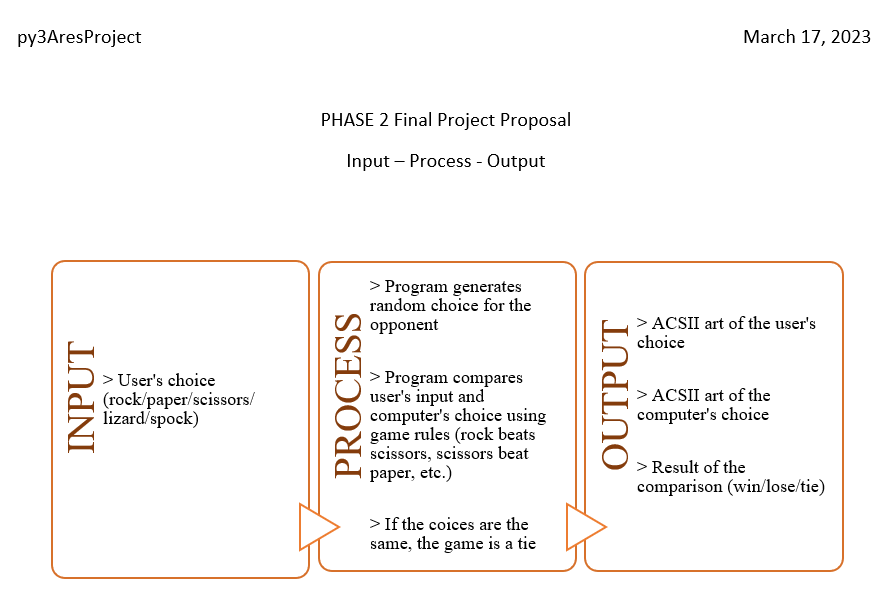 py3AresProject
March 17, 2023
PHASE 2 Final Project Proposal
Input – Process - Output
INPUT
> User's choice
(rock/paper/scissors/
lizard/spock)
PROCESS
> Program generates
random choice for the
opponent
> Program compares
user's input and
computer's choice using
game rules (rock beats
scissors, scissors beat
paper, etc.)
> If the coices are the
same, the game is a tie
OUTPUT
> ACSII art of the user's
choice
> ACSII art of the
computer's choice
> Result of the
comparison (win/lose/tie)